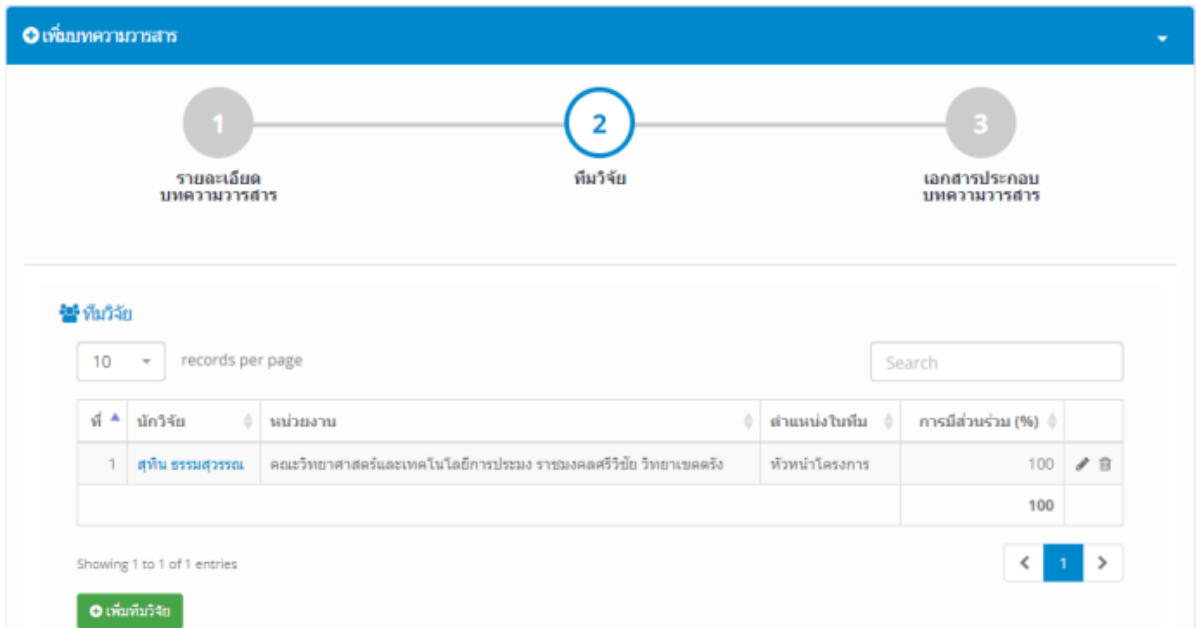 เพิ่มบทความวารสาร
1
2
3
รายละเอียด
บทความวารสาร
ทีมวิจัย
เอกสารประกอบ
บทความวารสาร
ทีมวิจัย
10 records per page
Search
ที่ นักวิจัย หน่วยงาน ตำแหน่งในทีม การมีส่วนร่วม (%)
1 สุทิน ธรรมสุวรรณ คณะวิทยาศาสตร์และเทคโนโลยีการประมง ราชมงคลศรีวิชัย วิทยาเขตตรัง หัวหน้าโครงการ 100
100
Showing 1 to 1 of 1 entries
1
เพิ่มทีมวิจัย